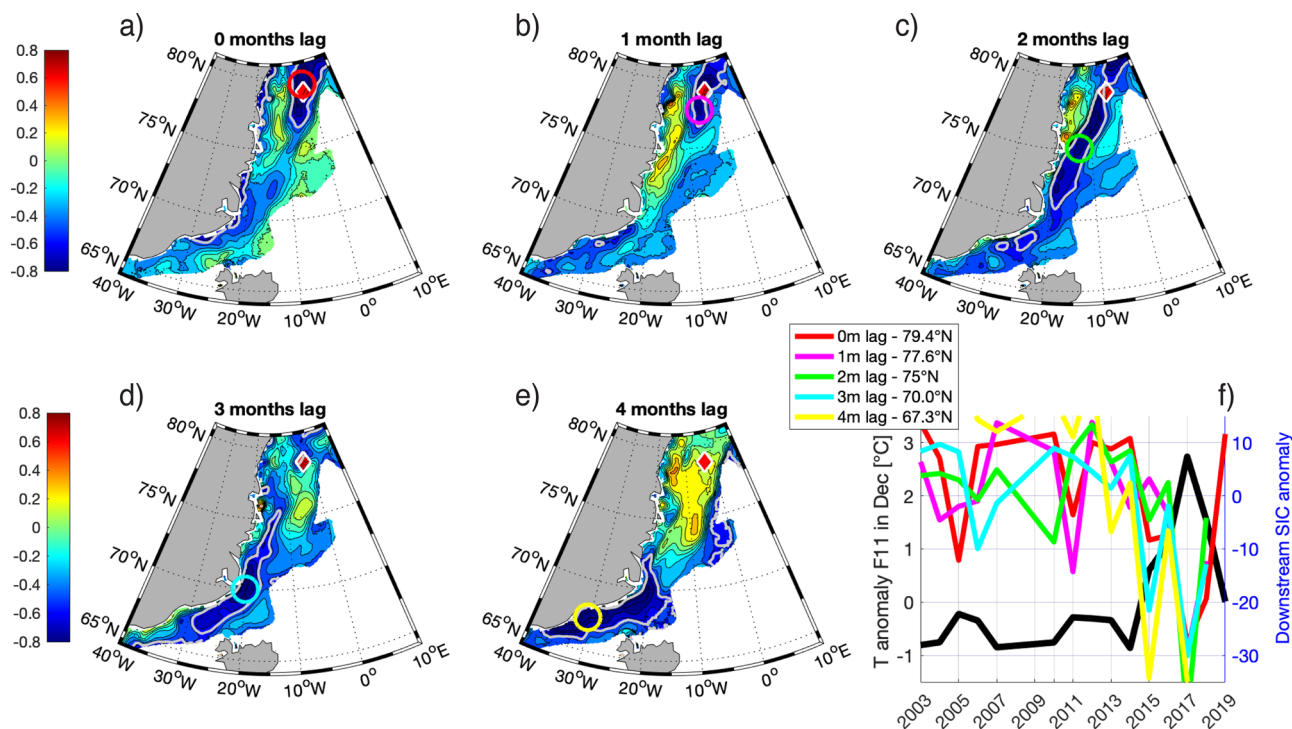 a)
0 months lag
b)
1 month lag
c)
2 months lag
0.8
0.6
0.4
0.2
0
-0.2
-0.4
-0.6
-0.8
80°N
75°N
70°N
65°N
40°W
30°W
20°W
10°W
0°
10°E
80°N
75°N
70°N
65°N
40°W
30°W
20°W
10°W
0°
10°E
80°N
75°N
70°N
65°N
40°W
30°W
20°W
10°W
0°
10°E
0m lag - 79.4°N
1m lag - 77.6°N
2m lag - 75°N
3m lag - 70.0°N
4m lag - 67.3°N
d)
3 months lag
e)
4 months lag
f)
0.8
0.6
0.4
0.2
0
-0.2
-0.4
-0.6
-0.8
80°N
75°N
70°N
65°N
40°W
30°W
20°W
10°W
0°
10°E
80°N
75°N
70°N
65°N
40°W
30°W
20°W
10°W
0°
10°E
T anomaly F11 in Dec [°C]
3
2
1
0
-1
10
0
-10
-20
-30
Downstream SIC anomaly
2003
2005
2007
2009
2011
2013
2015
2017
2019